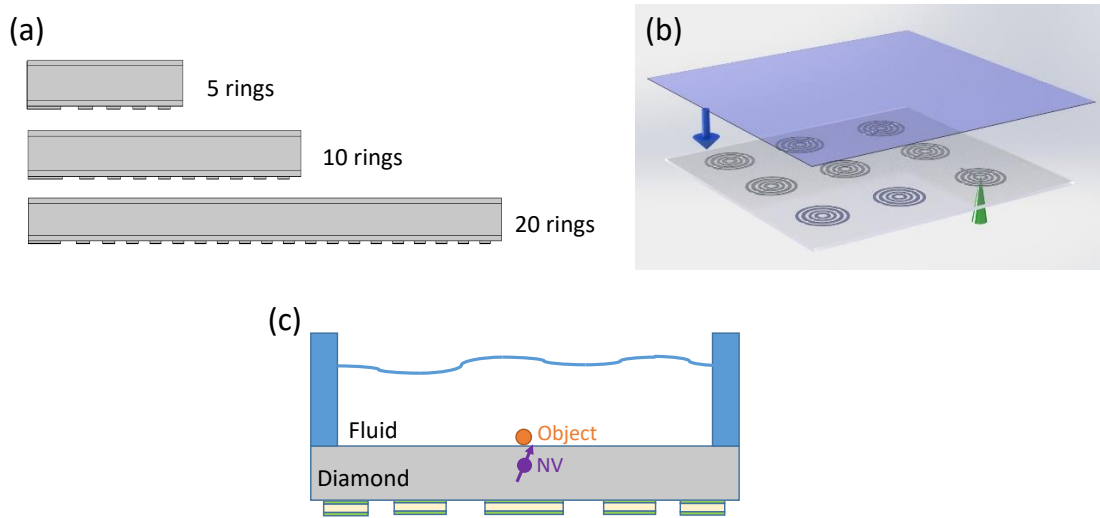 (a)
5 rings
10 rings
20 rings
(b)
(c)
Fluid
Object
NV
Diamond